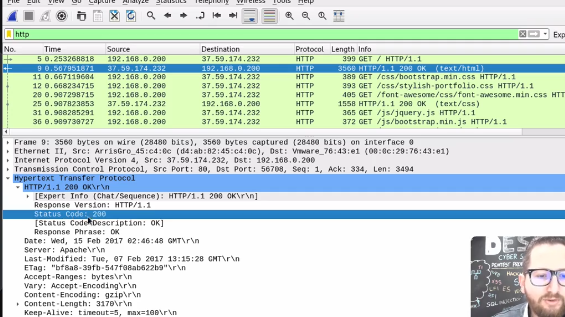 File Edit View Go Capture Analyze Statistics Telephony Wireless Tools Help
http
Exp
No. Time Source Destination Protocol Length Info
5 0.253268818 192.168.0.200 37.59.174.232 HTTP 399 GET / HTTP/1.1
9 0.567951871 37.59.174.232 192.168.0.200 HTTP 3560 HTTP/1.1 200 OK (text/html)
11 0.667119604 192.168.0.200 37.59.174.232 HTTP 389 GET /css/bootstrap.min.css HTTP/1.1
12 0.668234715 192.168.0.200 37.59.174.232 HTTP 393 GET /css/stylish-portfolio.css HTTP/1.1
20 0.907298715 192.168.0.200 37.59.174.232 HTTP 405 GET /font-awesome/css/font-awesome.min.css HTT
25 0.907823853 37.59.174.232 192.168.0.200 HTTP 1558 HTTP/1.1 200 OK (text/css)
31 0.908285291 192.168.0.200 37.59.174.232 HTTP 365 GET /js/jquery.js HTTP/1.1
36 0.909730727 192.168.0.200 37.59.174.232 HTTP 372 GET /js/bootstrap.min.js HTTP/1.1
Frame 9: 3560 bytes on wire (28480 bits), 3560 bytes captured (28480 bits) on interface 0
Ethernet II, Src: ArrisGro_45:c4:0c (d4:ab:82:45:c4:0c), Dst: Vmware_76:43:e1 (00:0c:29:76:43:e1)
Internet Protocol Version 4, Src: 37.59.174.232, Dst: 192.168.0.200
Transmission Control Protocol, Src Port: 80, Dst Port: 56708, Seq: 1, Ack: 334, Len: 3494
Hypertext Transfer Protocol
HTTP/1.1 200 OK\r\n
[Expert Info (Chat/Sequence): HTTP/1.1 200 OK\r\n]
Response Version: HTTP/1.1
Status Code: 200
[Status Code Description: OK]
Response Phrase: OK
Date: Wed, 15 Feb 2017 02:46:48 GMT\r\n
Server: Apache\r\n
Last-Modified: Tue, 07 Feb 2017 13:15:28 GMT\r\n
ETag: "bf8a8-39fb-547f08ab622b9"\r\n
Accept-Ranges: bytes\r\n
Vary: Accept-Encoding\r\n
Content-Encoding: gzip\r\n
Content-Length: 3170\r\n
Keep-Alive: timeout=5, max=100\r\n